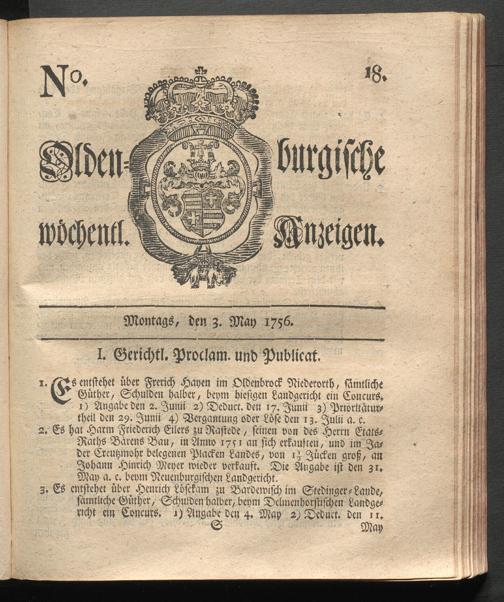 No. 18.
Olden= burgische
wöchentl. Anzeigen.
Montags, den 3. May 1756.
I. Gerichtl. Proclam. und Publicat.
1. Es entstehet über Frerich Hayen im Oldenbrock Niederorth, sämtliche
Güther, Schulden halber, beym hiesigen Landgericht ein Concurs.
1) Angabe den 2. Junii 2) Deduct. den 17. Junii 3) Prioritätur=
theil den 29. Junii 4) Vergantung oder Löse den 13. Julii a. c.
2. Es hat Harm Friederich Eilers zu Rastede, seinen von des Herrn Etats=
Raths Bärens Bau, in Anno 1751 an sich erkauften, und im Ja=
der Creutzmohr belegenen Placken Landes, von 1½ Jücken groß, an
Johann Hinrich Meyer wieder verkauft. Die Angabe ist den 31.
May a. c. beym Neuenburgischen Landgericht.
3. Es entstehet über Henrich Löskam zu Bardewisch im Stedinger=Lande,
sämtliche Güther, Schulden halber, beym Delmenhorstischen Landge=
richt ein Concurs. 1) Angabe den 4. May 2) Deduct. den 11.
S May